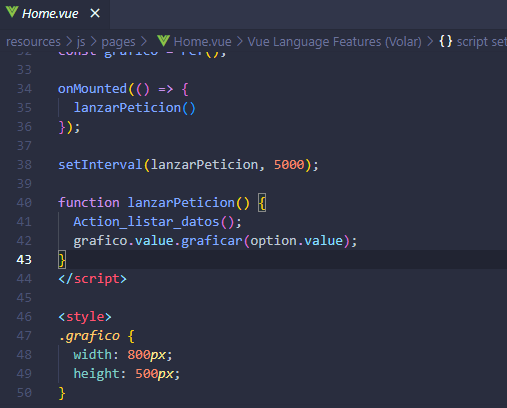 Home.vue ×
resources > js > pages > Home.vue > Vue Language Features (Volar) > {} script set
32 const grafico = ref();
33
34 onMounted(() => {
35 lanzarPeticion()
36 });
37
38 setInterval(lanzarPeticion, 5000);
39
40 function lanzarPeticion() {
41 Action_listar_datos();
42 grafico.value.graficar(option.value);
43 }
44 </script>
45
46 <style>
47 .grafico {
48 width: 800px;
49 height: 500px;
50 }